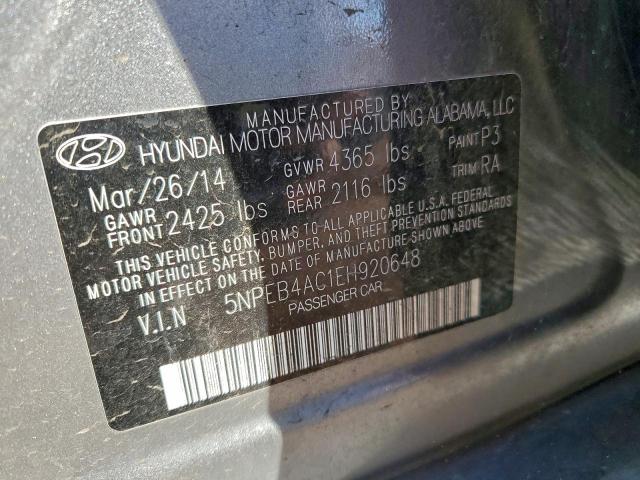 MANUFACTURED BY
HYUNDAI MOTOR MANUFACTURING ALABAMA, LLC
Mar/26/14 GVWR 4365 lbs PAINT P3
GAWR FRONT 2425 lbs GAWR REAR 2116 lbs TRIM RA
THIS VEHICLE CONFORMS TO ALL APPLICABLE U.S.A. FEDERAL
MOTOR VEHICLE SAFETY, BUMPER, AND THEFT PREVENTION STANDARDS
IN EFFECT ON THE DATE OF MANUFACTURE SHOWN ABOVE.
V.I.N 5NPEB4AC1EH920648
PASSENGER CAR